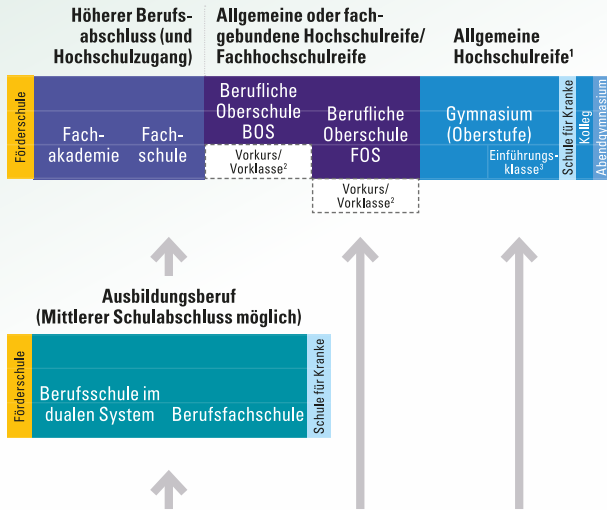 Höherer Berufs-
abschluss (und
Hochschulzugang)
Allgemeine oder fach-
gebundene Hochschulreife/
Fachhochschulreife
Allgemeine
Hochschulreife¹
Förderschule
Fach-
akademie
Fach-
schule
Berufliche
Oberschule
BOS
Vorkurs/
Vorklasse²
Berufliche
Oberschule
FOS
Vorkurs/
Vorklasse²
Gymnasium
(Oberstufe)
Einführungs-
klasse³
Schule für Kranke
Kolleg
Abendgymnasium
Ausbildungsberuf
(Mittlerer Schulabschluss möglich)
Förderschule
Berufsschule im
dualen System
Berufsfachschule
Schule für Kranke